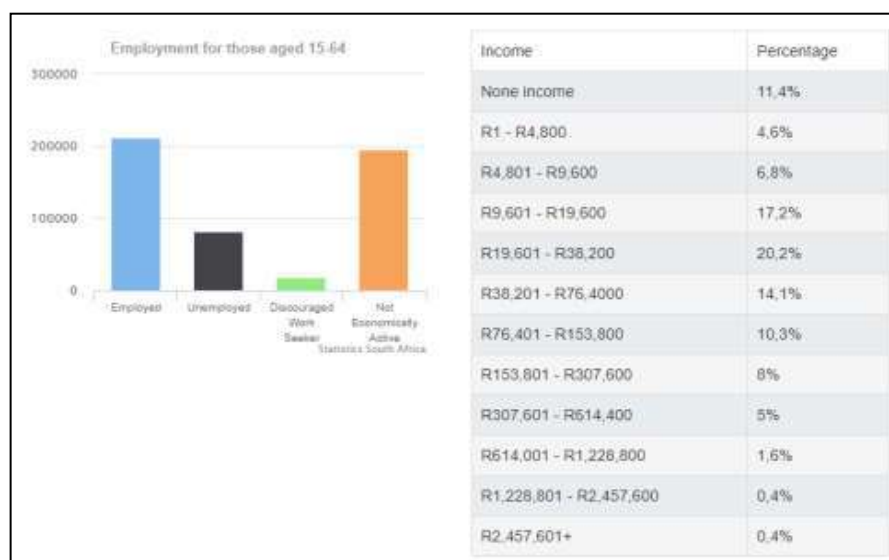 Employment for those aged 15-64
300000
200000
100000
0
Employed
Unemployed
Discouraged
Work
Seeker
Not
Economically
Active
Statistics South Africa
Income Percentage
None income 11,4%
R1 - R4,800 4,6%
R4,801 - R9,600 6,8%
R9,601 - R19,600 17,2%
R19,601 - R38,200 20,2%
R38,201 - R76,4000 14,1%
R76,401 - R153,800 10,3%
R153,801 - R307,600 8%
R307,601 - R614,400 5%
R614,001 - R1,228,800 1,6%
R1,228,801 - R2,457,600 0,4%
R2,457,601+ 0,4%